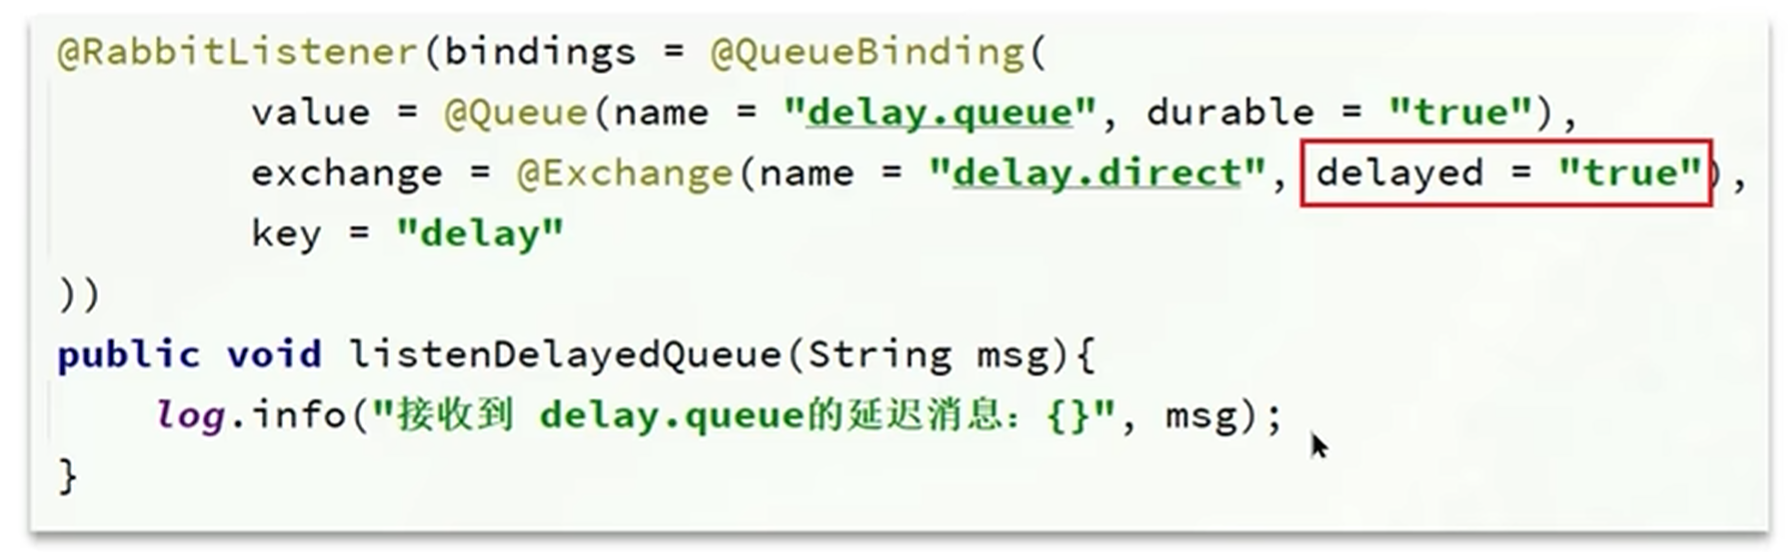 @RabbitListener(bindings = @QueueBinding(
value = @Queue(name = "delay.queue", durable = "true"),
exchange = @Exchange(name = "delay.direct", delayed = "true"),
key = "delay"
))
public void listenDelayedQueue(String msg){
log.info("接收到 delay.queue的延迟消息：{}", msg);
}